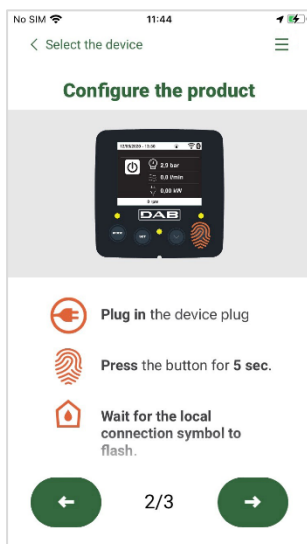 No SIM 11:44
Select the device
Configure the product
2,9 bar
0,0 l/min
0,00 kW
DAB
Plug in the device plug
Press the button for 5 sec.
Wait for the local
connection symbol to
flash.
2/3